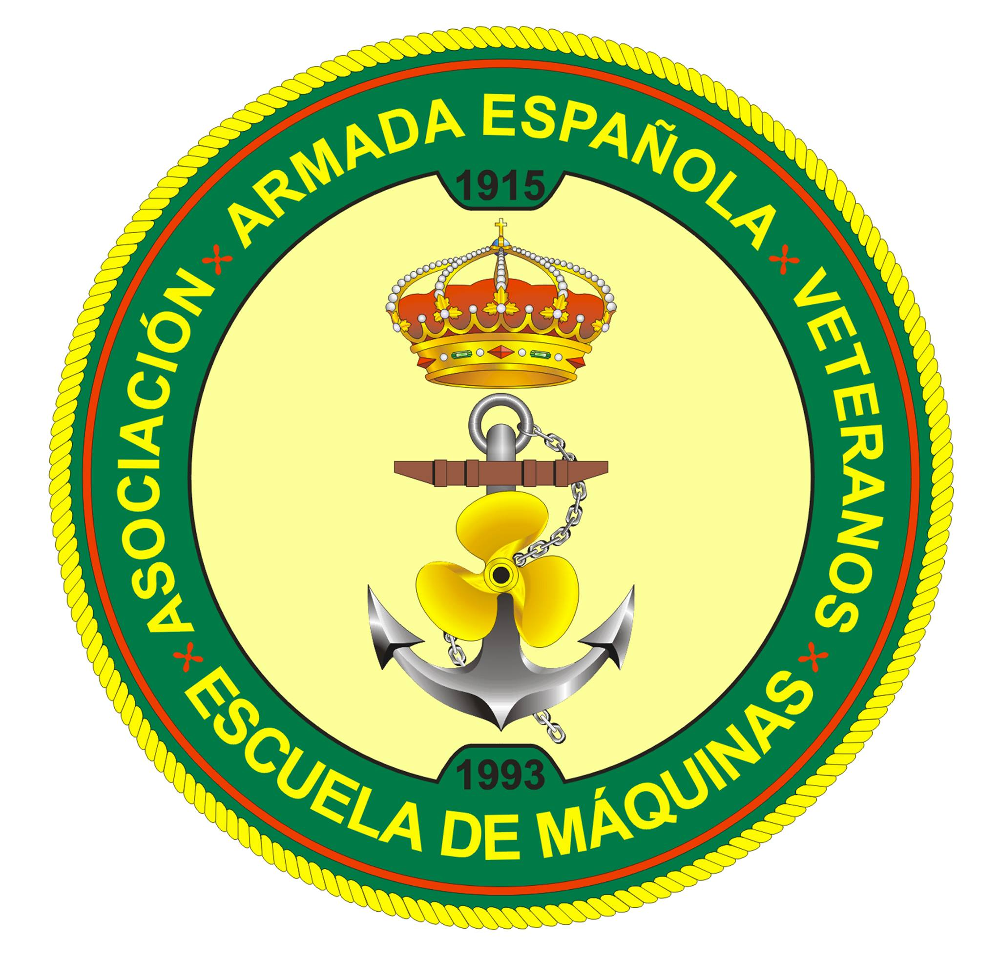 ASOCIACIÓN
ARMADA ESPAÑOLA
VETERANOS
ESCUELA DE MÁQUINAS
1915
1993